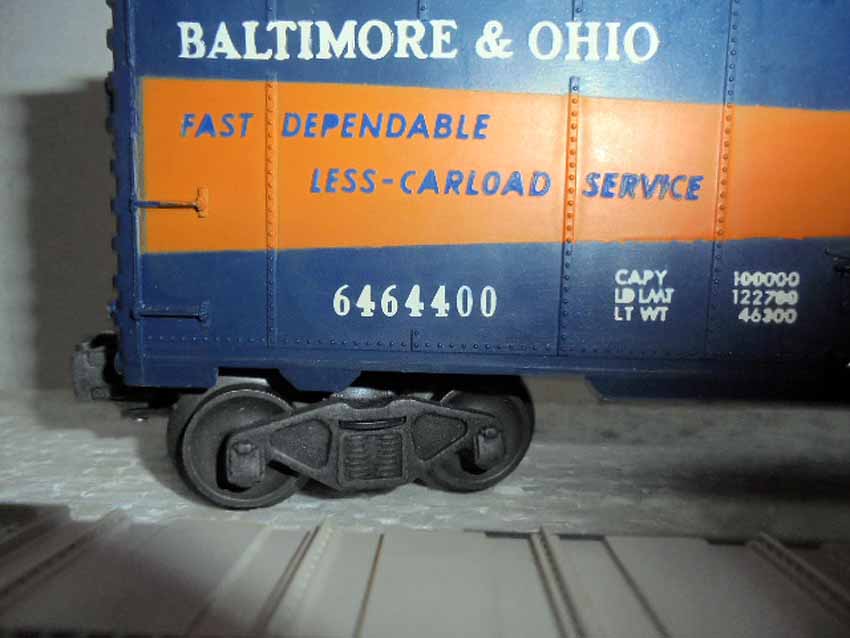 BALTIMORE & OHIO
FAST DEPENDABLE
LESS-CARLOAD SERVICE
6464400
CAPY 100000
LD LMT 122700
LT WT 46300